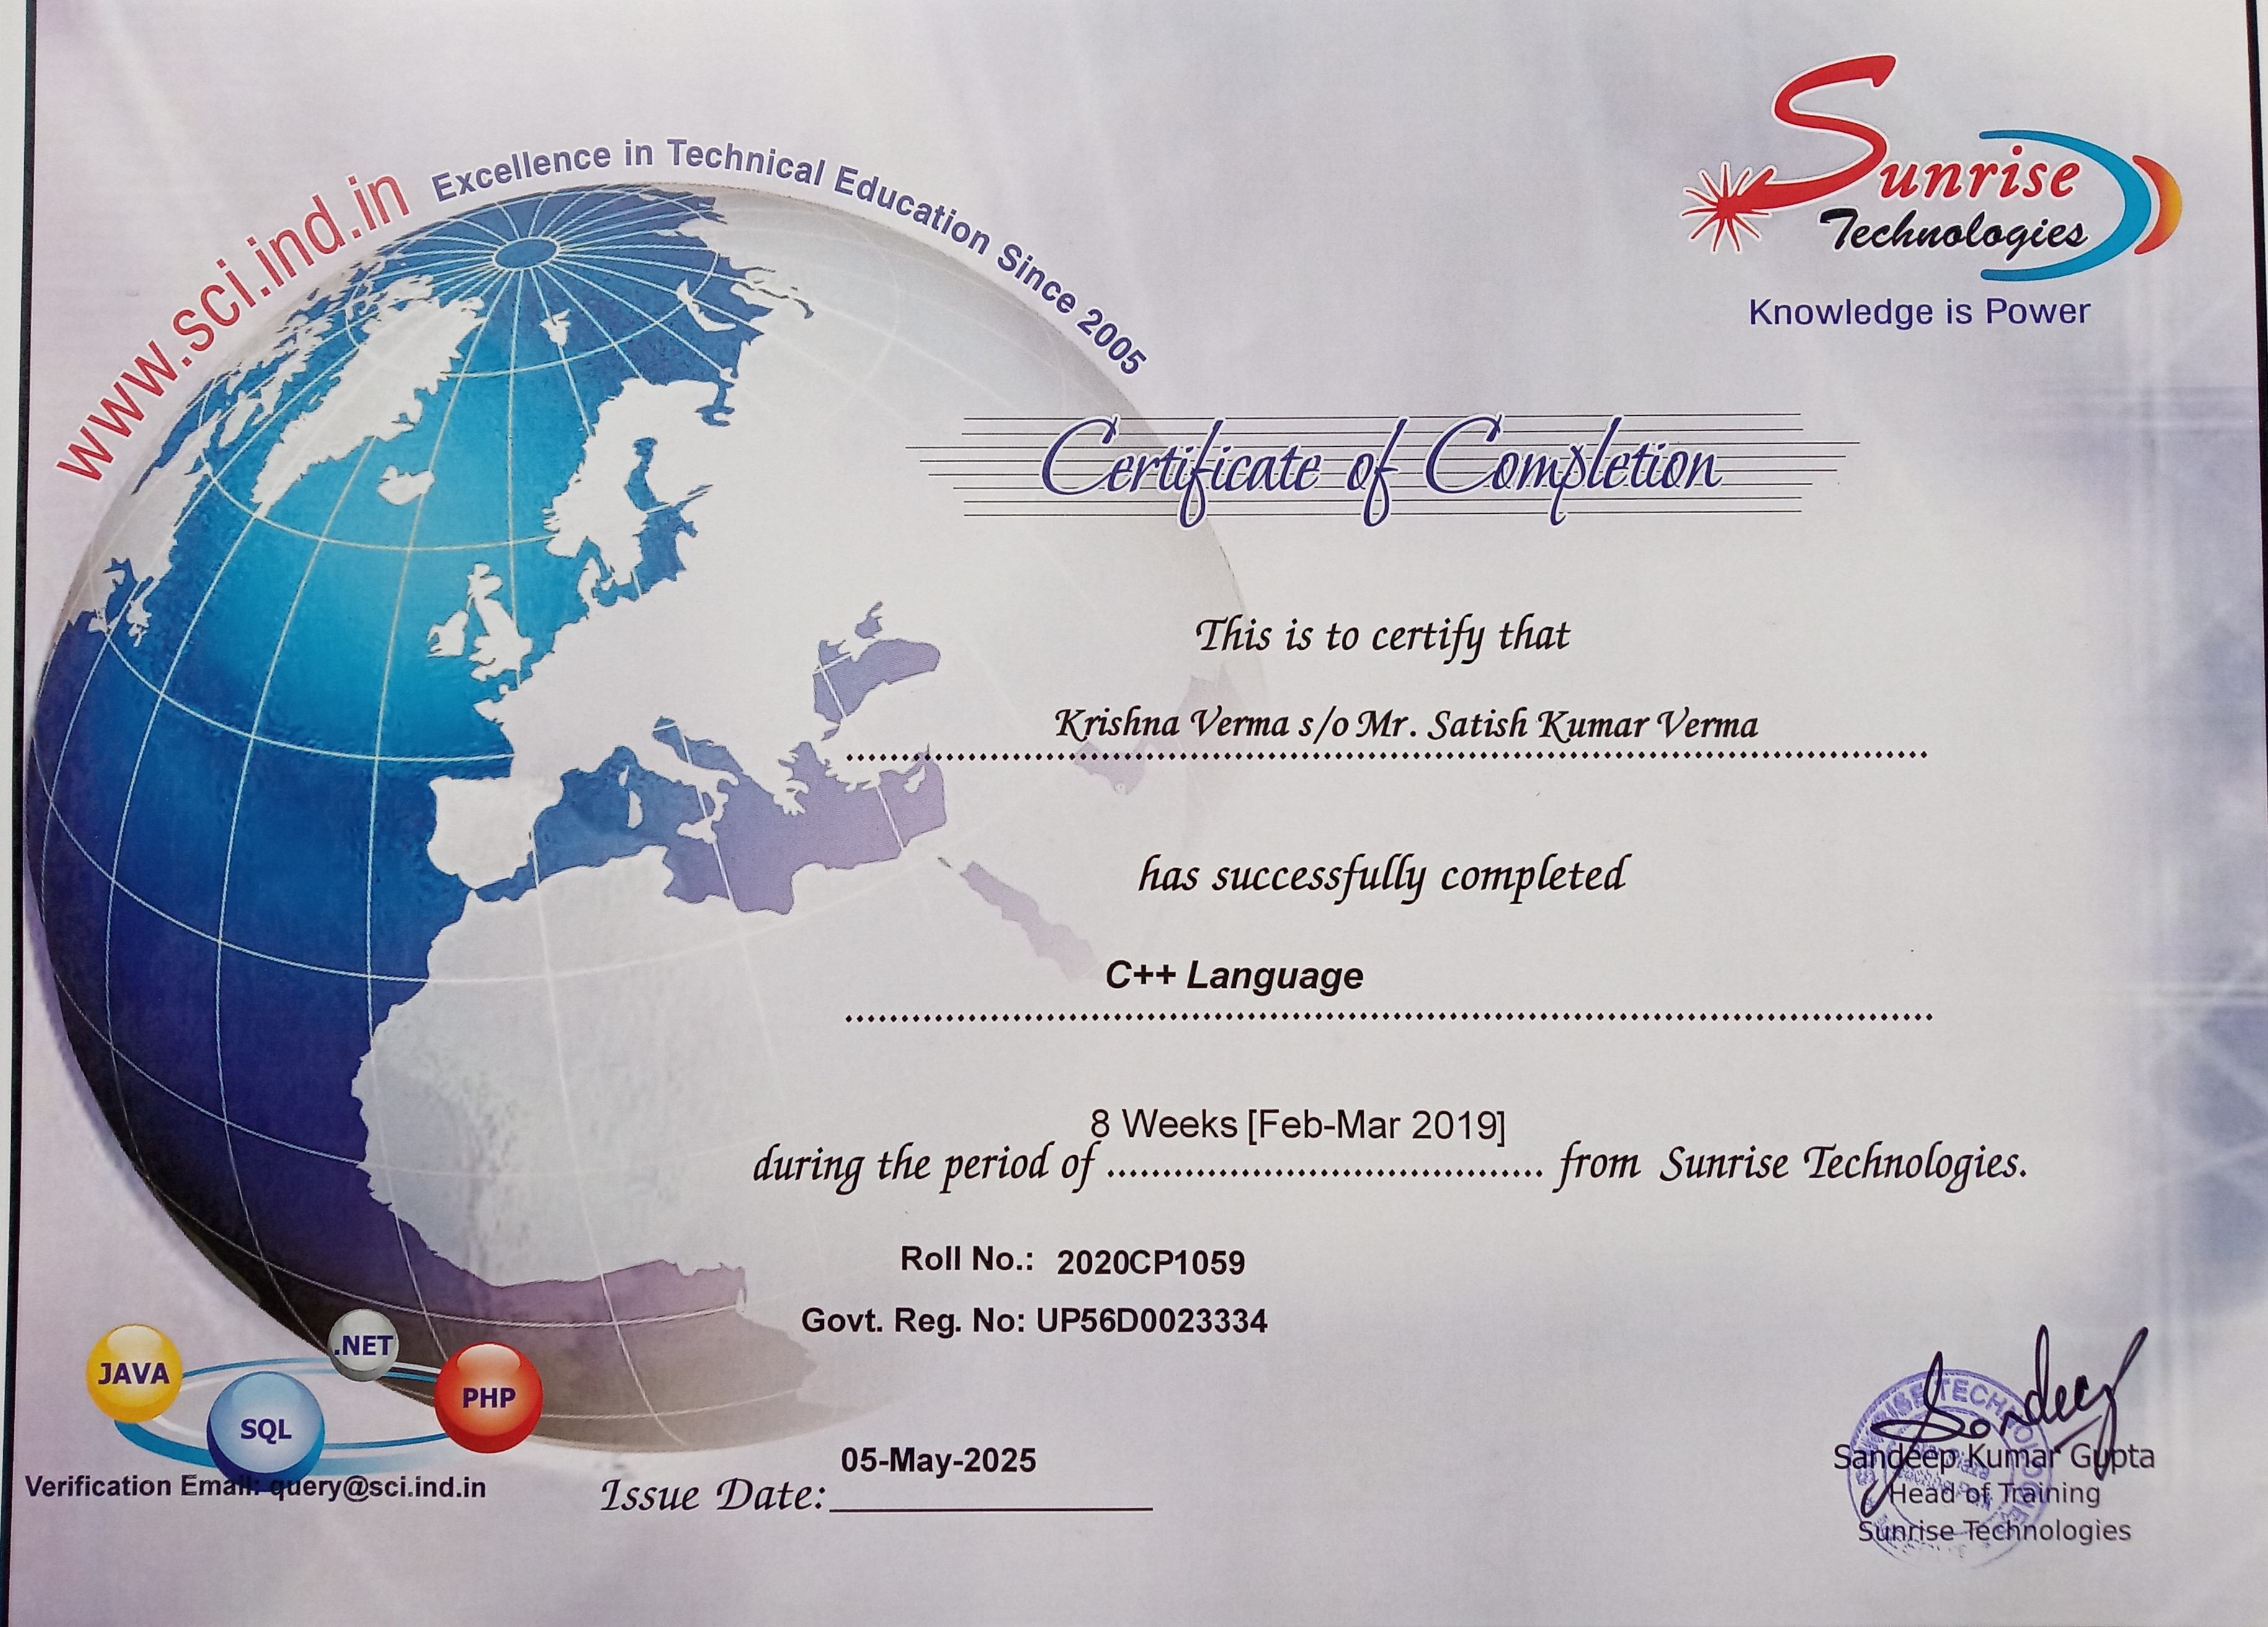 www.sci.ind.in Excellence in Technical Education Since 2005
Sunrise
Technologies
Knowledge is Power
Certificate of Completion
This is to certify that
Krishna Verma s/o Mr. Satish Kumar Verma
has successfully completed
C++ Language
8 Weeks [Feb-Mar 2019]
during the period of ........................................ from Sunrise Technologies.
Roll No.: 2020CP1059
Govt. Reg. No: UP56D0023334
JAVA
.NET
SQL
PHP
Verification Email: query@sci.ind.in
05-May-2025
Issue Date:
Sandeep
Sandeep Kumar Gupta
Head of Training
Sunrise Technologies